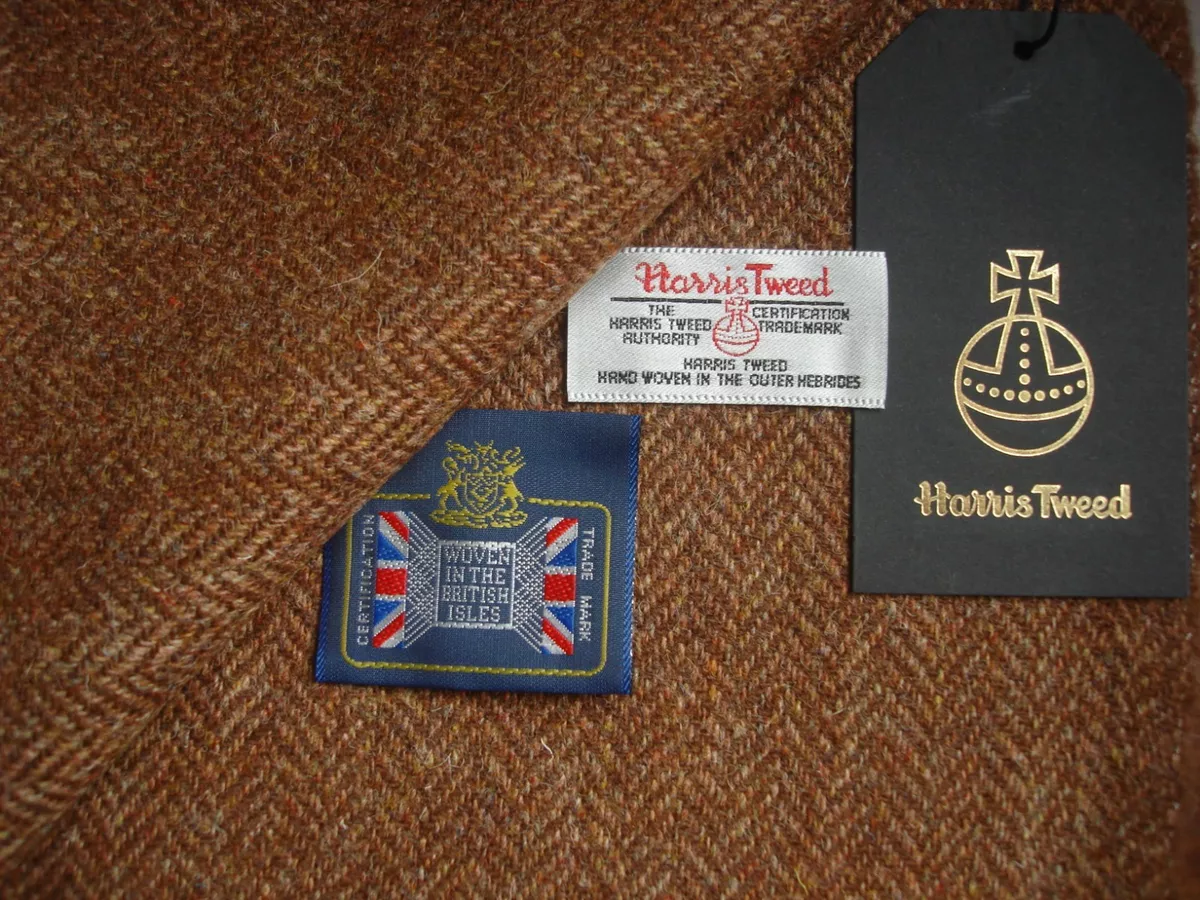 Harris Tweed
THE CERTIFICATION
HARRIS TWEED TRADEMARK
AUTHORITY
HARRIS TWEED
HAND WOVEN IN THE OUTER HEBRIDES
Harris Tweed
CERTIFICATION
WOVEN
IN THE
BRITISH
ISLES
TRADE MARK